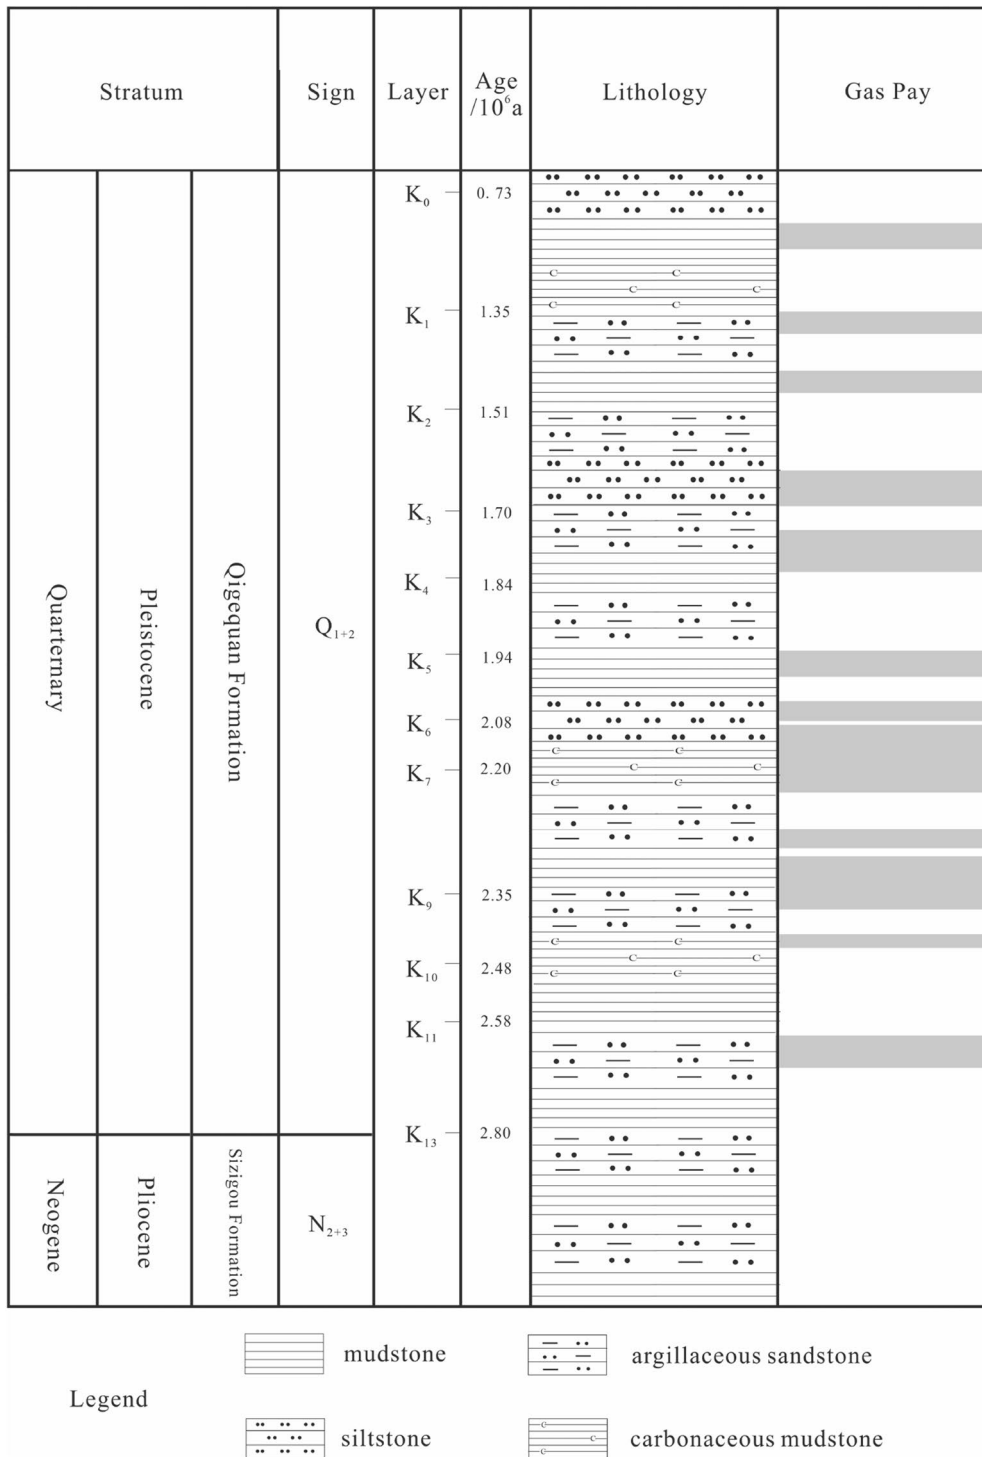 Stratum
Sign
Layer
Age
/10⁶a
Lithology
Gas Pay
Quarternary
Pleistocene
Qigequan Formation
Q₁₊₂
K₀ 0.73
K₁ 1.35
K₂ 1.51
K₃ 1.70
K₄ 1.84
K₅ 1.94
K₆ 2.08
K₇ 2.20
K₉ 2.35
K₁₀ 2.48
K₁₁ 2.58
K₁₃ 2.80
Neogene
Pliocene
Sizigou Formation
N₂₊₃
Legend
mudstone
argillaceous sandstone
siltstone
carbonaceous mudstone